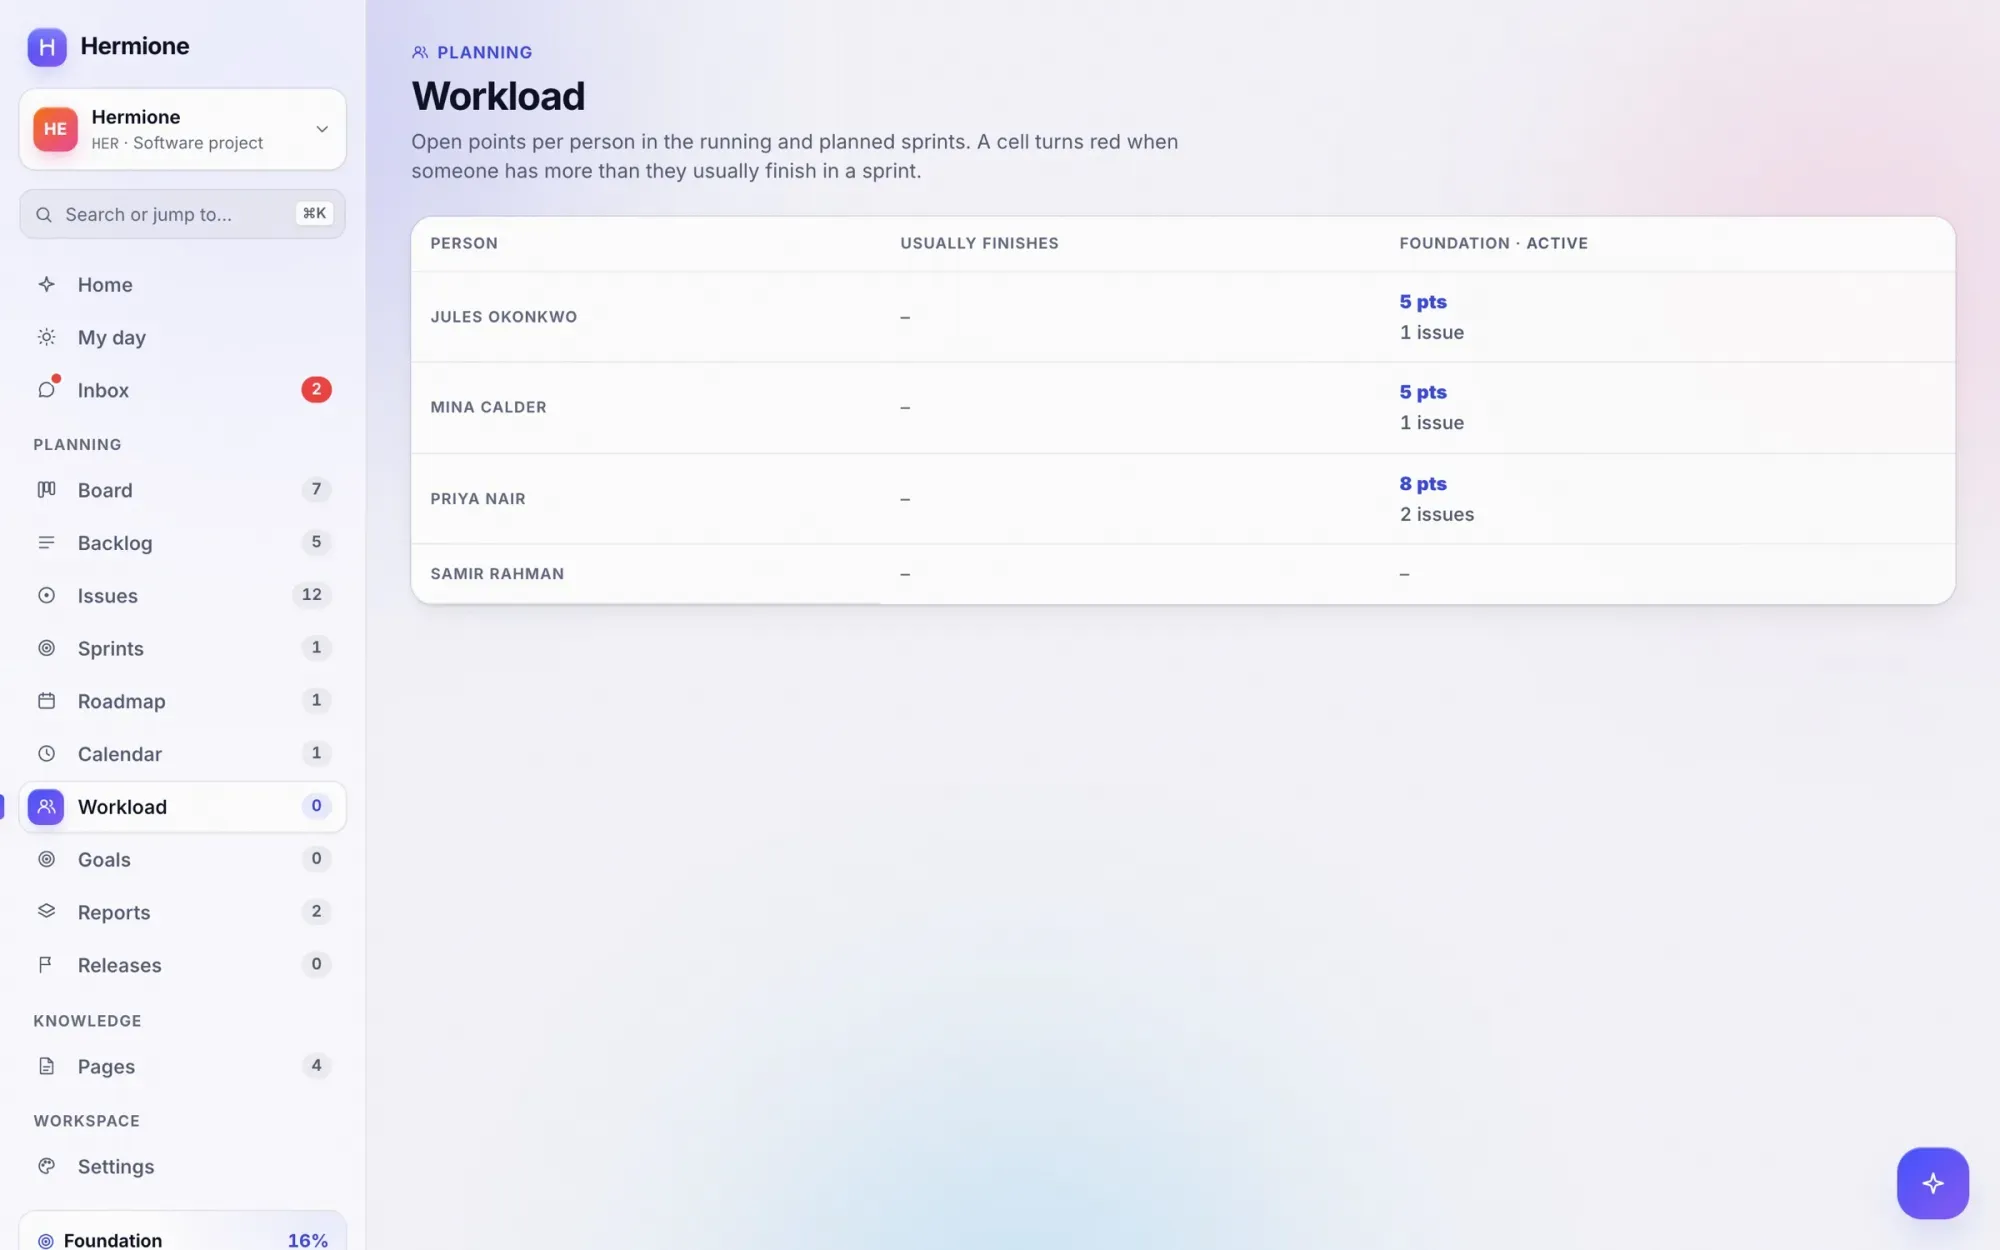 H Hermione
HE Hermione
HER · Software project
Search or jump to... ⌘K
Home
My day
Inbox 2
PLANNING
Board 7
Backlog 5
Issues 12
Sprints 1
Roadmap 1
Calendar 1
Workload 0
Goals 0
Reports 2
Releases 0
KNOWLEDGE
Pages 4
WORKSPACE
Settings
Foundation 16%
PLANNING
Workload
Open points per person in the running and planned sprints. A cell turns red when
someone has more than they usually finish in a sprint.
PERSON USUALLY FINISHES FOUNDATION · ACTIVE
JULES OKONKWO – 5 pts
1 issue
MINA CALDER – 5 pts
1 issue
PRIYA NAIR – 8 pts
2 issues
SAMIR RAHMAN – –